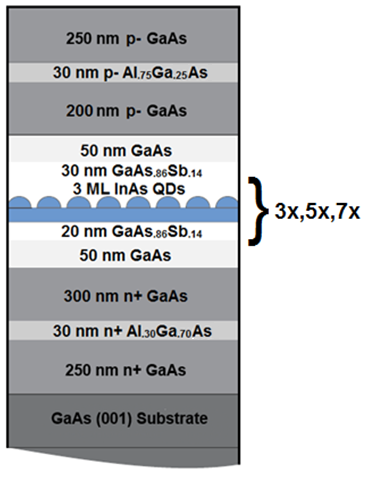 250 nm p- GaAs
30 nm p- Al.75Ga.25As
200 nm p- GaAs
50 nm GaAs
30 nm GaAs.86Sb.14
3 ML InAs QDs
3x,5x,7x
20 nm GaAs.86Sb.14
50 nm GaAs
300 nm n+ GaAs
30 nm n+ Al.30Ga.70As
250 nm n+ GaAs
GaAs (001) Substrate